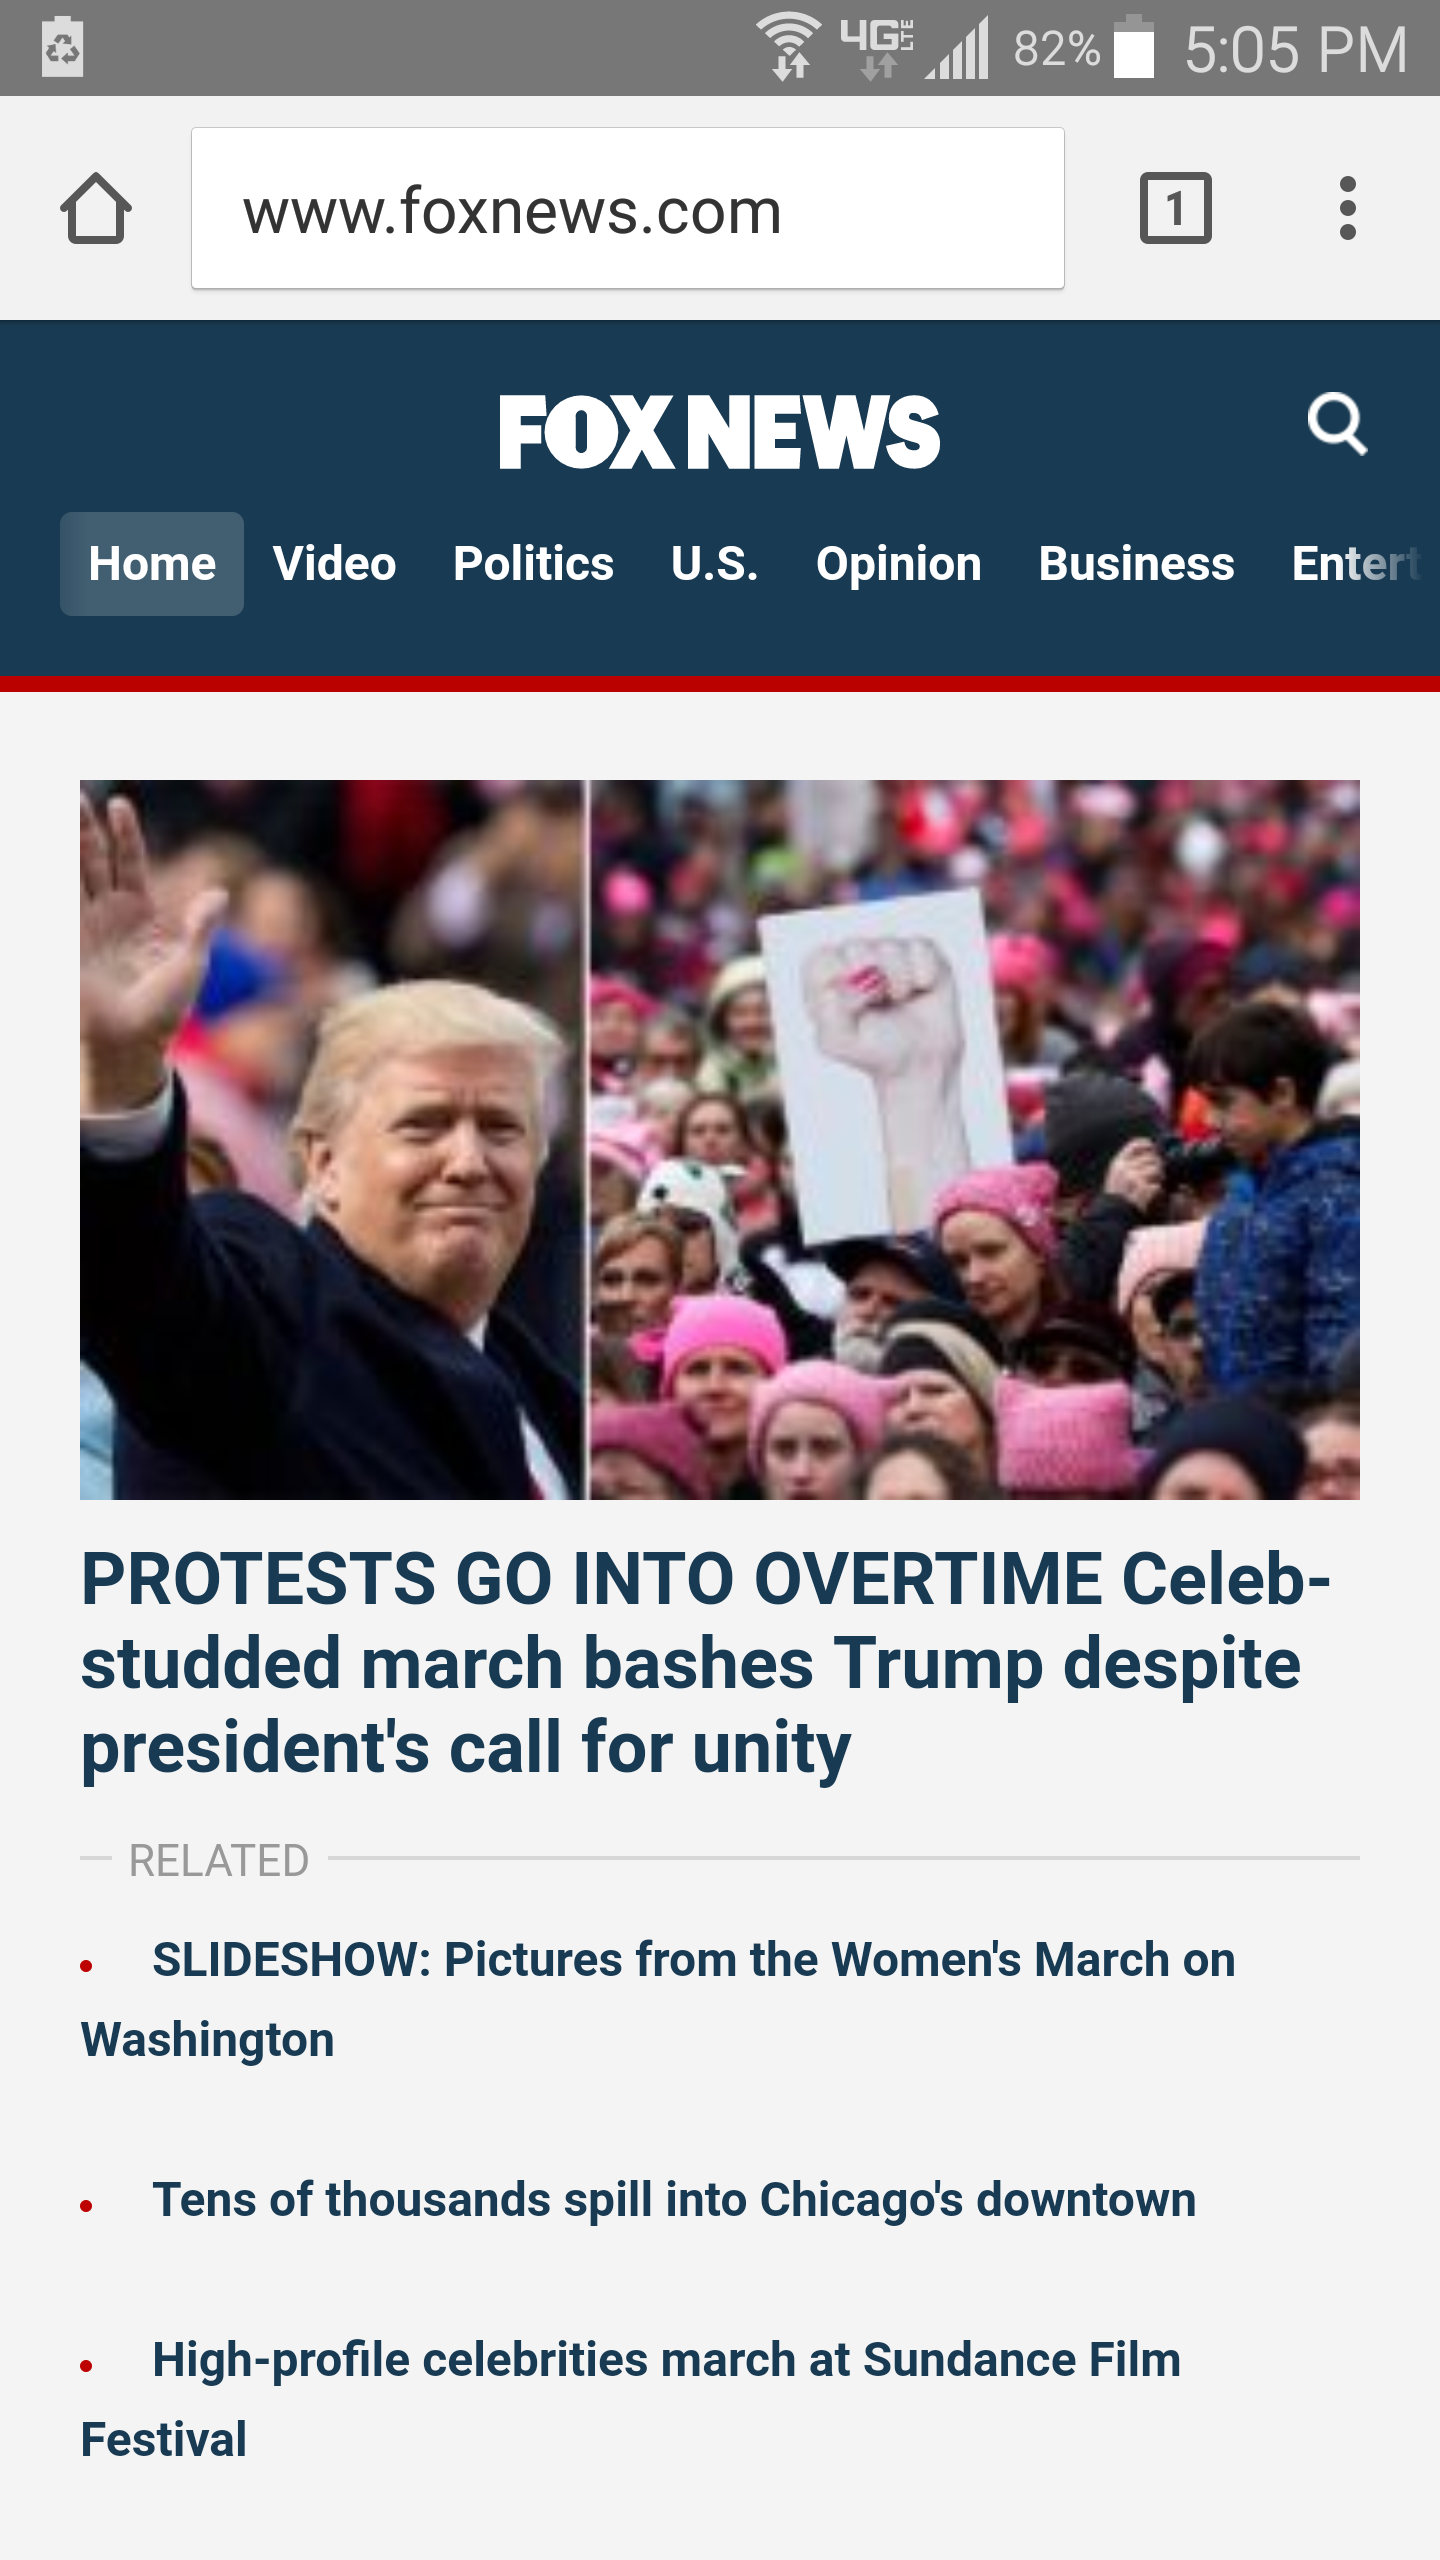 4G LTE 82% 5:05 PM
www.foxnews.com
1
FOX NEWS
Home Video Politics U.S. Opinion Business Entert
PROTESTS GO INTO OVERTIME Celeb-
studded march bashes Trump despite
president's call for unity
RELATED
• SLIDESHOW: Pictures from the Women's March on
Washington
• Tens of thousands spill into Chicago's downtown
• High-profile celebrities march at Sundance Film
Festival